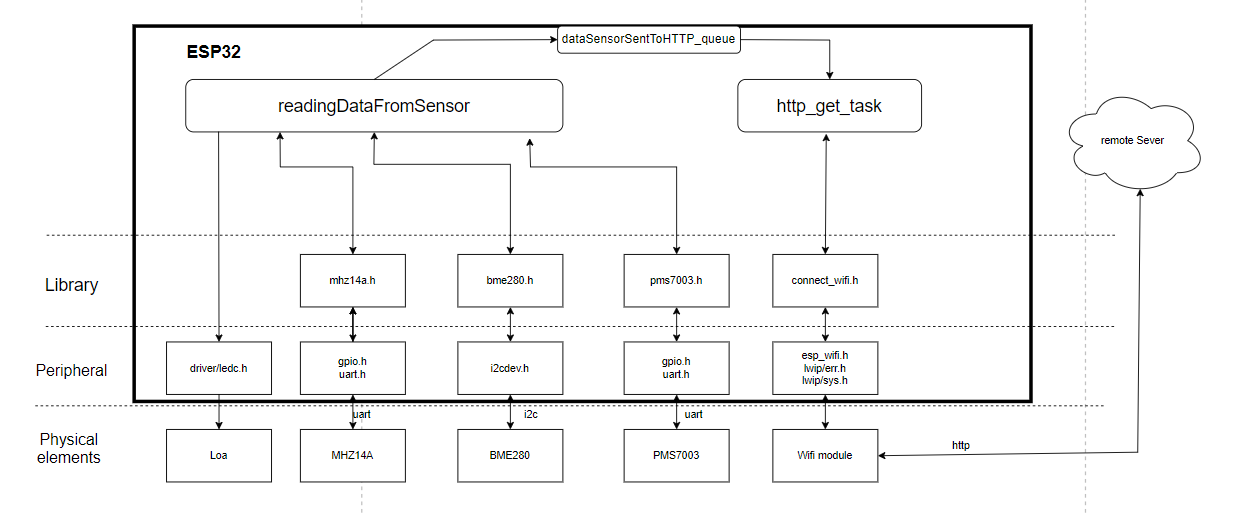 dataSensorSentToHTTP_queue
ESP32
readingDataFromSensor
http_get_task
remote Sever
Library
mhz14a.h
bme280.h
pms7003.h
connect_wifi.h
Peripheral
driver/ledc.h
gpio.h
uart.h
i2cdev.h
gpio.h
uart.h
esp_wifi.h
lwip/err.h
lwip/sys.h
uart
i2c
uart
Physical
elements
Loa
MHZ14A
BME280
PMS7003
Wifi module
http